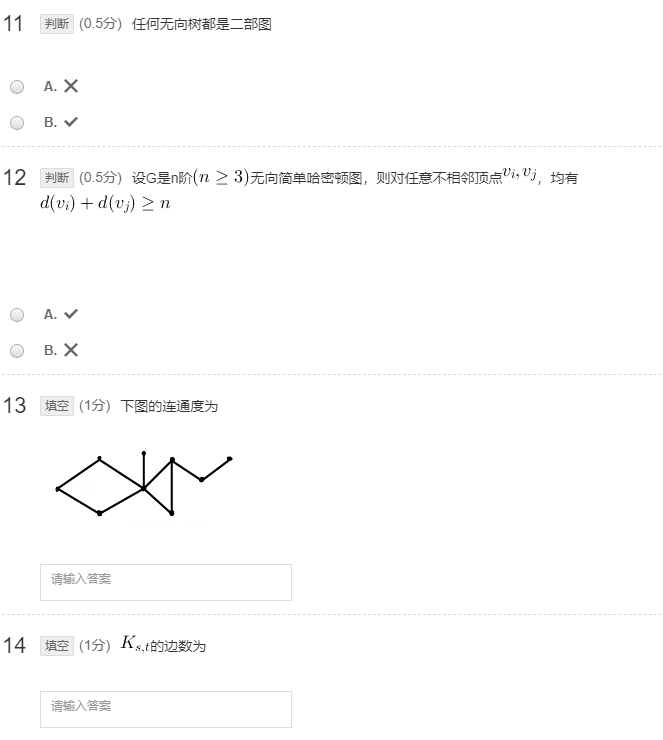 11 判断 (0.5分) 任何无向树都是二部图
A. ✕
B. ✓
12 判断 (0.5分) 设G是n阶(n ≥ 3)无向简单哈密顿图，则对任意不相邻顶点v_i, v_j，均有
d(v_i) + d(v_j) ≥ n
A. ✓
B. ✕
13 填空 (1分) 下图的连通度为
请输入答案
14 填空 (1分) K_{s,t}的边数为
请输入答案